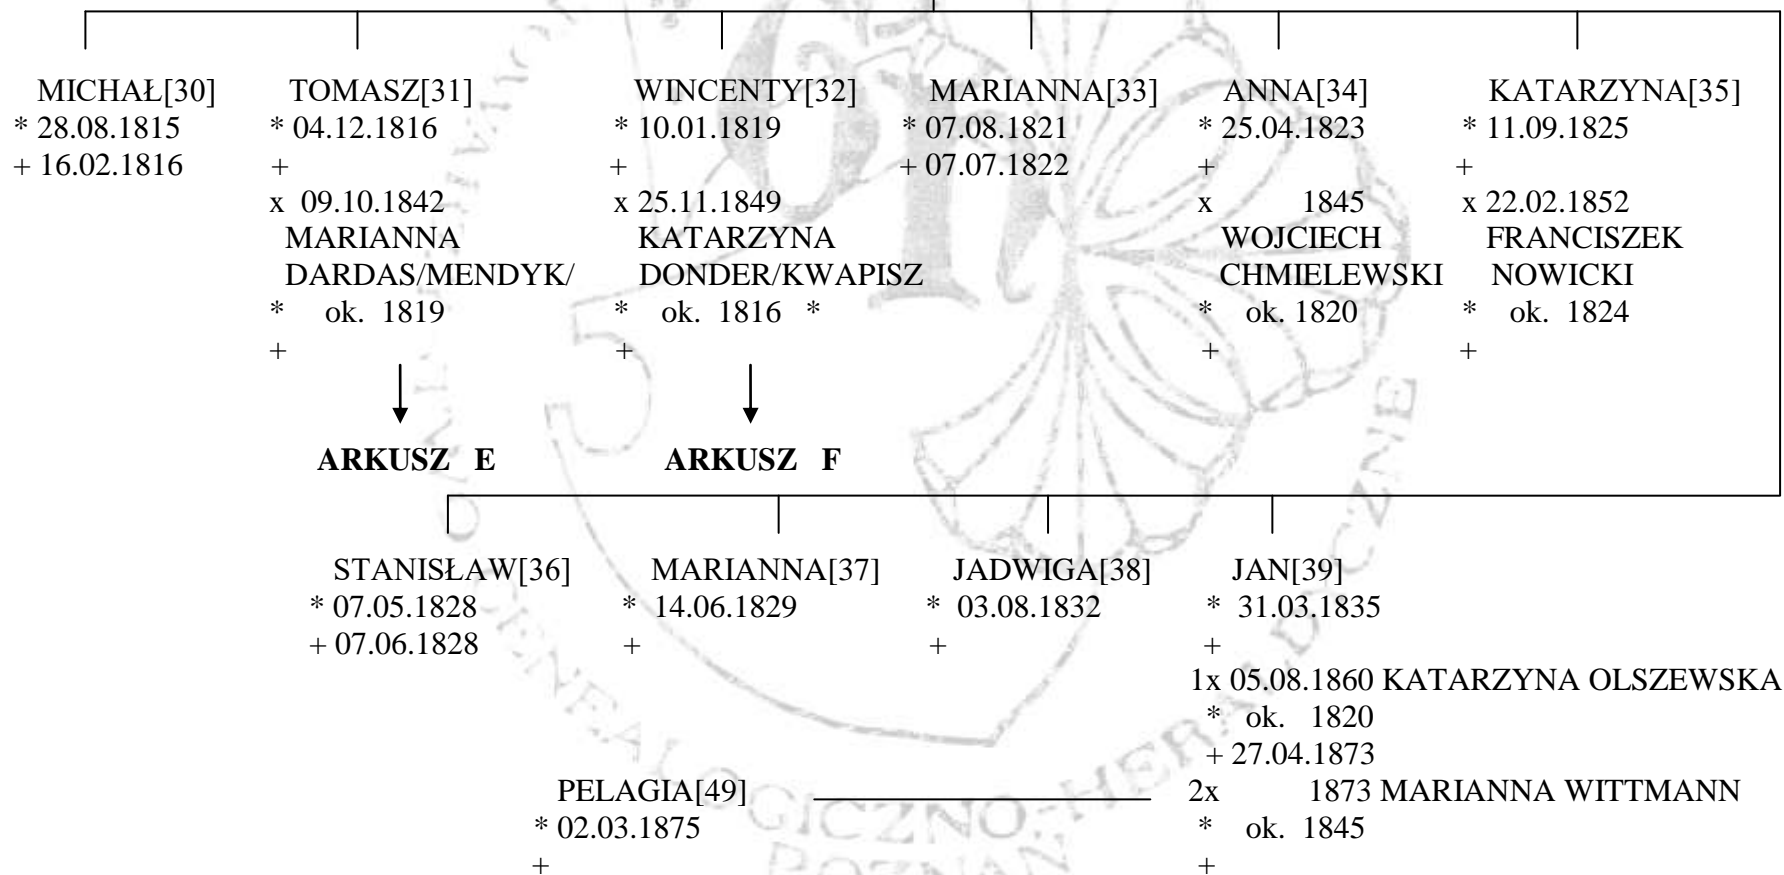 MICHAŁ[30] TOMASZ[31] WINCENTY[32] MARIANNA[33] ANNA[34] KATARZYNA[35]
* 28.08.1815 * 04.12.1816 * 10.01.1819 * 07.08.1821 * 25.04.1823 * 11.09.1825
+ 16.02.1816 + + + 07.07.1822 + +
x 09.10.1842 x 25.11.1849 x 1845 x 22.02.1852
MARIANNA KATARZYNA WOJCIECH FRANCISZEK
DARDAS/MENDYK/ DONDER/KWAPISZ CHMIELEWSKI NOWICKI
* ok. 1819 * ok. 1816 * * ok. 1820 * ok. 1824
+ + + +
ARKUSZ E ARKUSZ F
STANISŁAW[36] MARIANNA[37] JADWIGA[38] JAN[39]
* 07.05.1828 * 14.06.1829 * 03.08.1832 * 31.03.1835
+ 07.06.1828 + + +
1x 05.08.1860 KATARZYNA OLSZEWSKA
* ok. 1820
+ 27.04.1873
PELAGIA[49] 2x 1873 MARIANNA WITTMANN
* 02.03.1875 * ok. 1845
+ +
GENEALOGICZNO-HERALDYCZNE
POZNAŃ